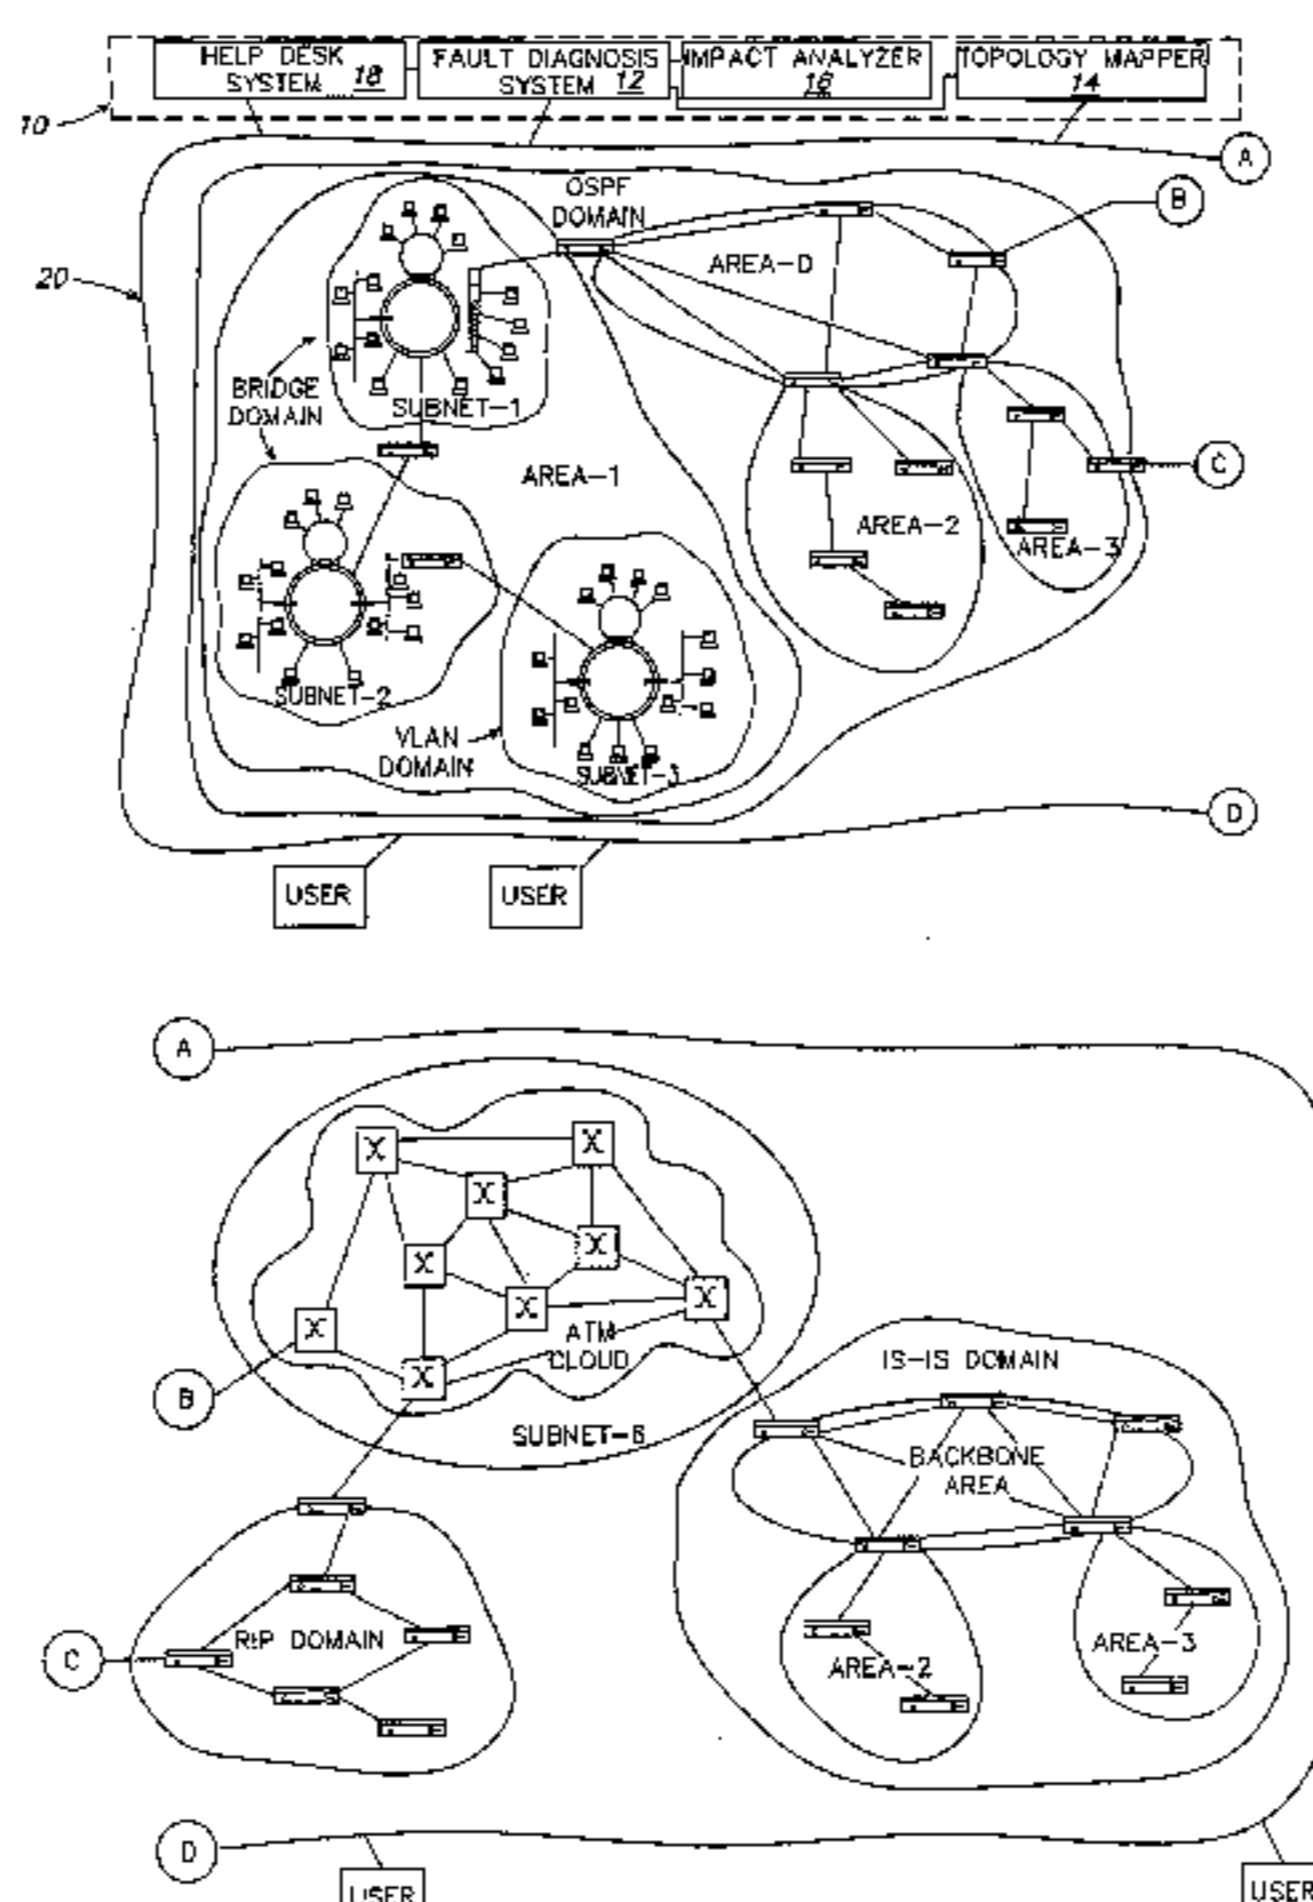 HELP DESK
SYSTEM 18
FAULT DIAGNOSIS
SYSTEM 12
IMPACT ANALYZER
16
TOPOLOGY MAPPER
14
10
A
OSPF
DOMAIN
B
20
AREA-0
BRIDGE
DOMAIN
SUBNET-1
AREA-1
C
AREA-2
AREA-3
SUBNET-2
VLAN
DOMAIN
SUBNET-3
D
USER
USER
A
X
X
X
X
X
X
X
X
X
ATM
CLOUD
IS-IS DOMAIN
B
SUBNET-6
BACKBONE
AREA
RIP DOMAIN
C
AREA-3
AREA-2
D
USER
USER